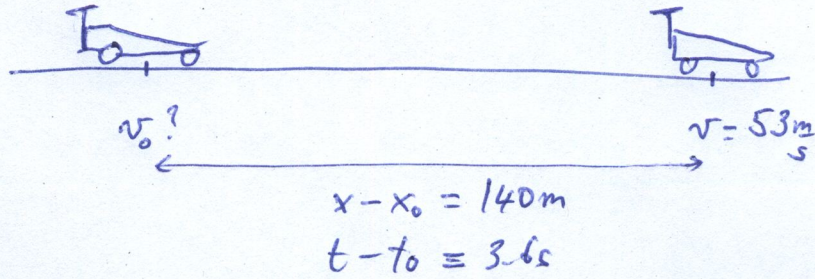 v₀? v = 53 m/s
x - x₀ = 140m
t - t₀ = 3.6s